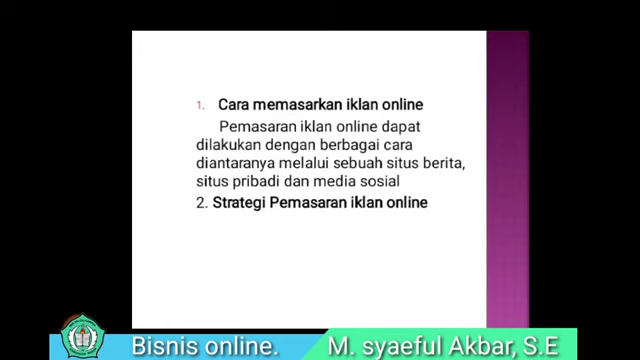 1. Cara memasarkan iklan online
Pemasaran iklan online dapat
dilakukan dengan berbagai cara
diantaranya melalui sebuah situs berita,
situs pribadi dan media sosial
2. Strategi Pemasaran iklan online
Bisnis online. M. syaeful Akbar, S.E